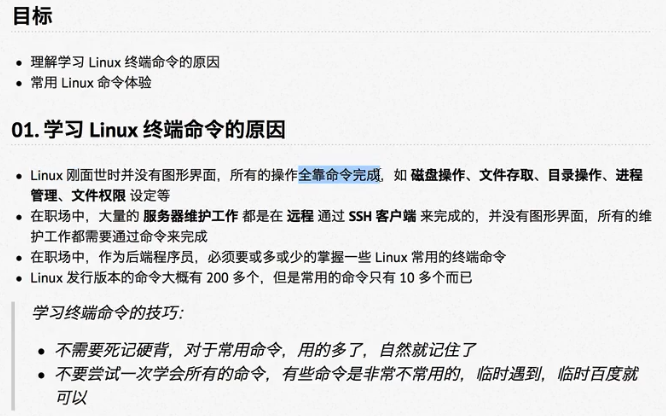 目标
理解学习 Linux 终端命令的原因
常用 Linux 命令体验
01. 学习 Linux 终端命令的原因
Linux 刚面世时并没有图形界面，所有的操作全靠命令完成，如 磁盘操作、文件存取、目录操作、进程
管理、文件权限 设定等
在职场中，大量的 服务器维护工作 都是在 远程 通过 SSH 客户端 来完成的，并没有图形界面，所有的维
护工作都需要通过命令来完成
在职场中，作为后端程序员，必须要或多或少的掌握一些 Linux 常用的终端命令
Linux 发行版本的命令大概有 200 多个，但是常用的命令只有 10 多个而已
学习终端命令的技巧：
不需要死记硬背，对于常用命令，用的多了，自然就记住了
不要尝试一次学会所有的命令，有些命令是非常不常用的，临时遇到，临时百度就
可以